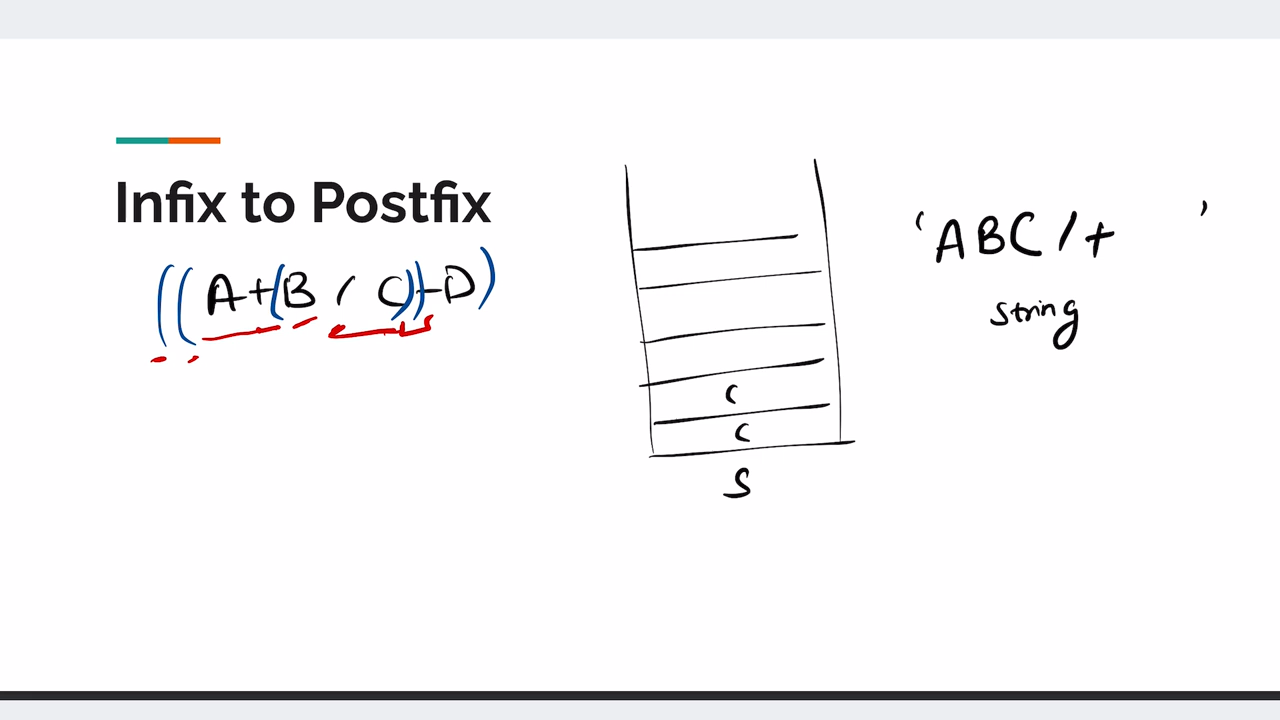 Infix to Postfix
((A+(B / C))-D)
(
(
S
'ABC/+ '
string